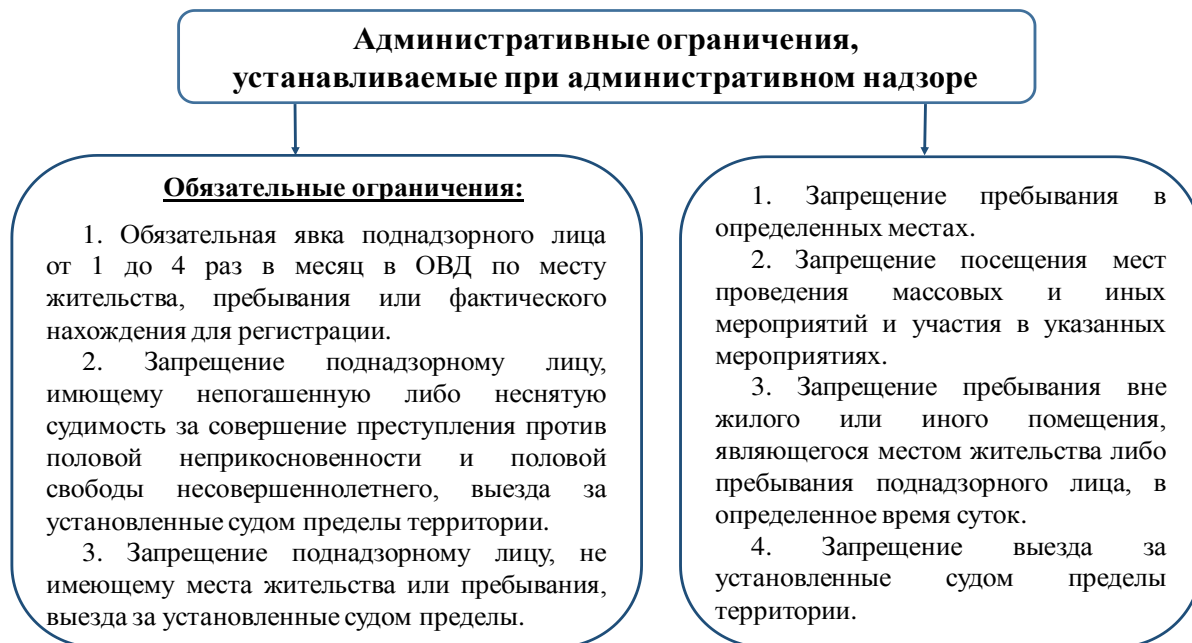 Административные ограничения,
устанавливаемые при административном надзоре
Обязательные ограничения:
1. Обязательная явка поднадзорного лица
от 1 до 4 раз в месяц в ОВД по месту
жительства, пребывания или фактического
нахождения для регистрации.
2. Запрещение поднадзорному лицу,
имющему непогашенную либо неснятую
судимость за совершение преступления против
половой неприкосновенности и половой
свободы несовершеннолетнего, выезда за
установленные судом пределы территории.
3. Запрещение поднадзорному лицу, не
имеющему места жительства или пребывания,
выезда за установленные судом пределы.
1. Запрещение пребывания в
определенных местах.
2. Запрещение посещения мест
проведения массовых и иных
мероприятий и участия в указанных
мероприятиях.
3. Запрещение пребывания вне
жилого или иного помещения,
являющегося местом жительства либо
пребывания поднадзорного лица, в
определенное время суток.
4. Запрещение выезда за
установленные судом пределы
территории.